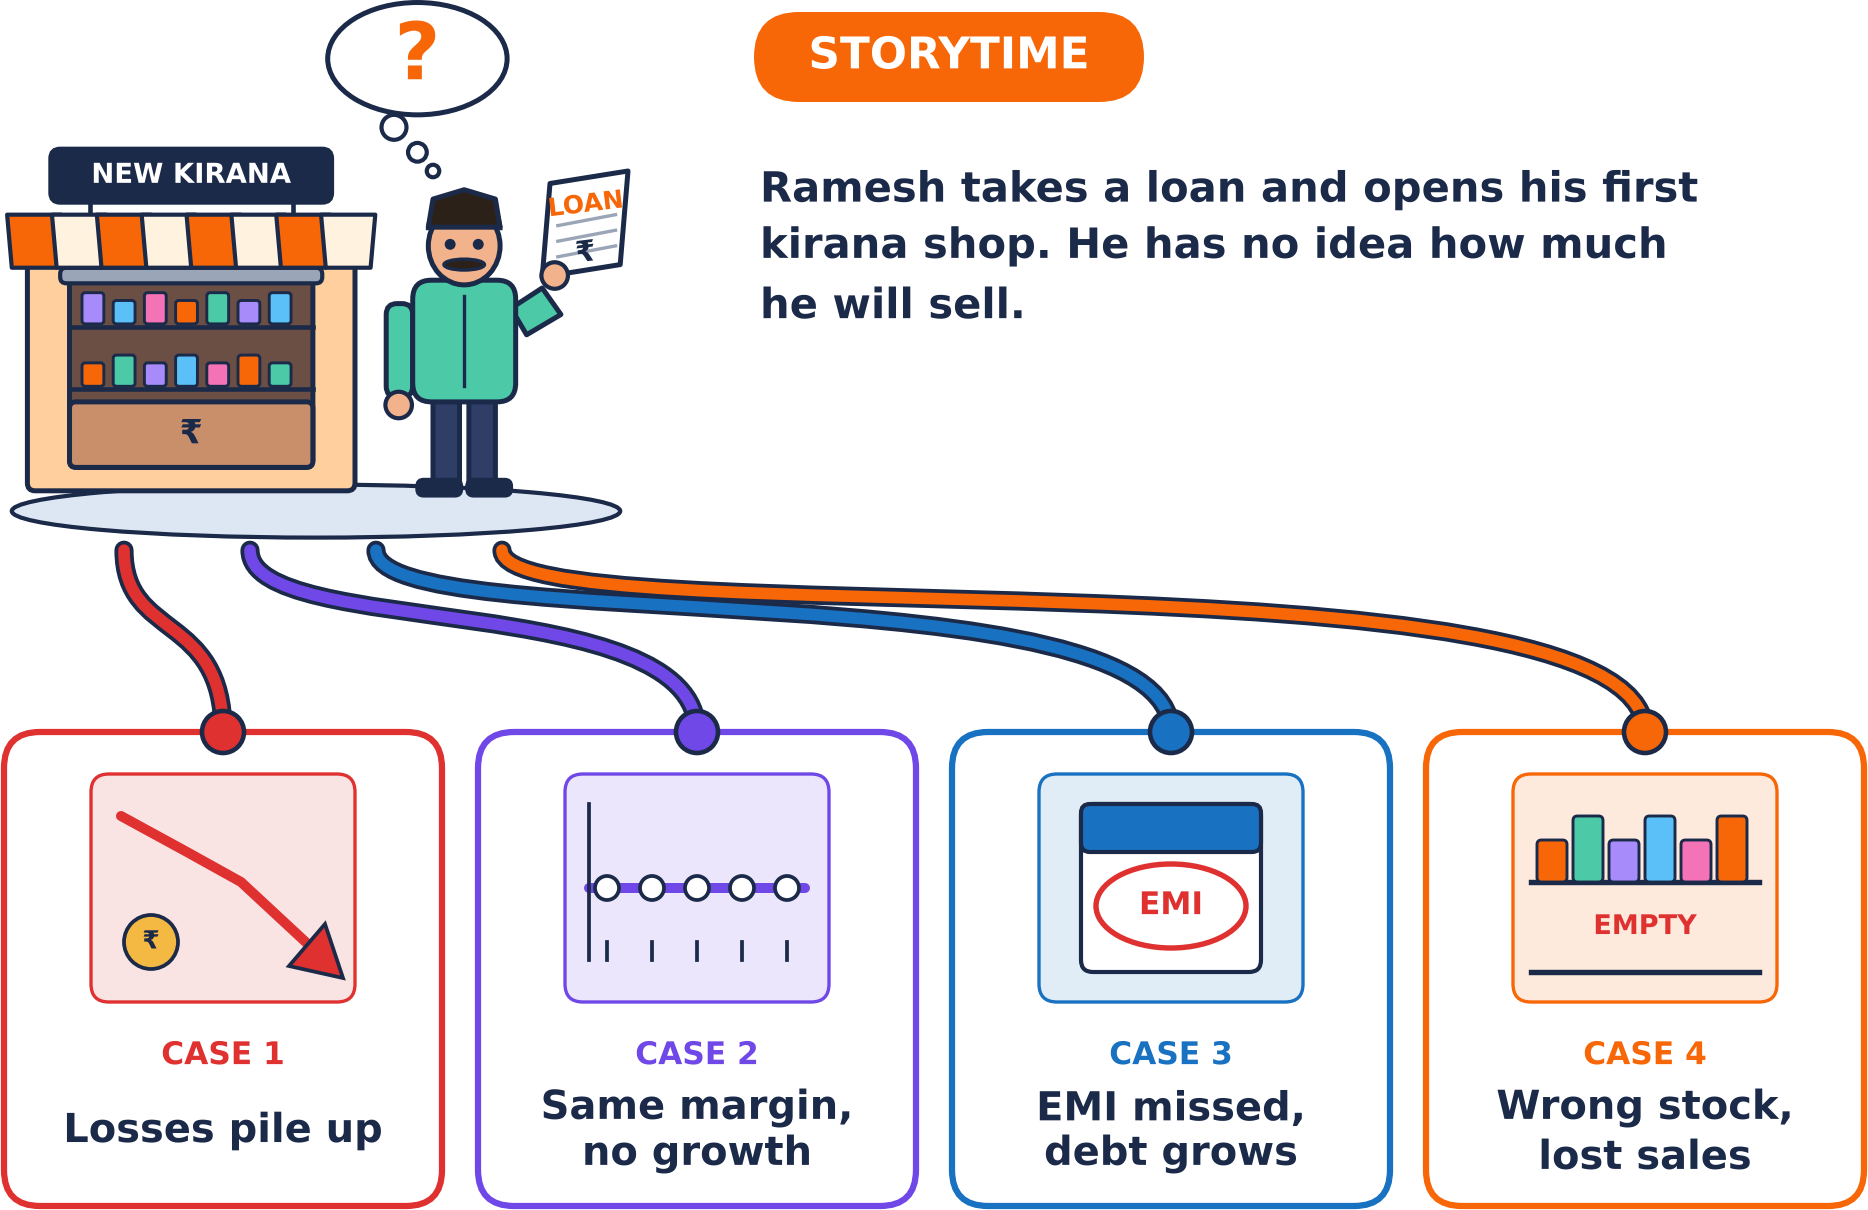 ?
STORYTIME
NEW KIRANA
LOAN
₹
Ramesh takes a loan and opens his first
kirana shop. He has no idea how much
he will sell.
₹
₹
EMI
EMPTY
CASE 1
Losses pile up
CASE 2
Same margin,
no growth
CASE 3
EMI missed,
debt grows
CASE 4
Wrong stock,
lost sales